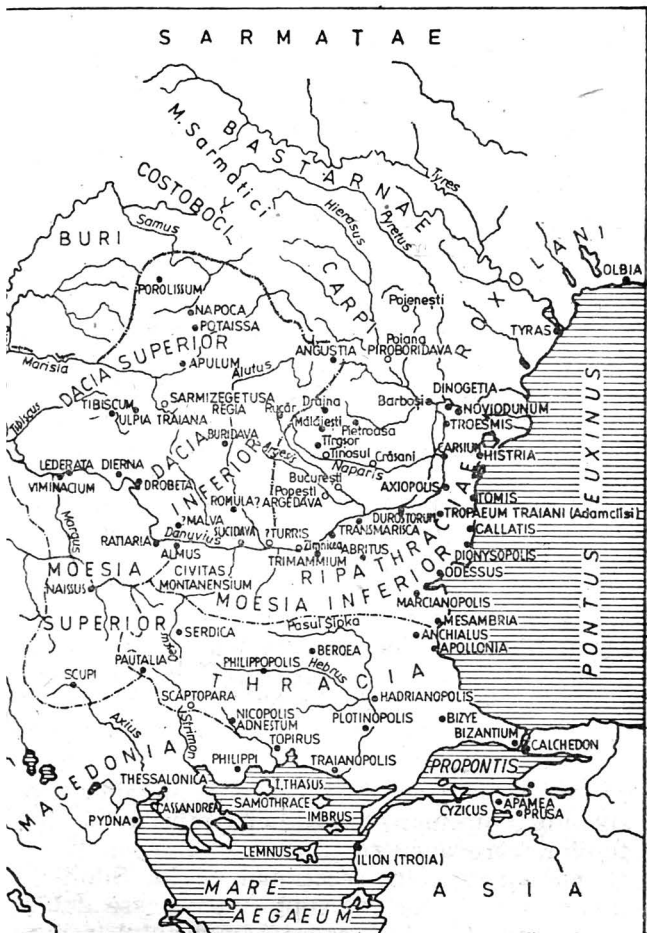 SARMATAE
BASTARNAE
M. Sarmatici
COSTOBOCI
Tyres
Hierasus
Pyretus
BURI
Samus
CARPI
ROXOLANI
OLBIA
POROLISSUM
Poienești
NAPOCA
POTAISSA
TYRAS
Poiana
PIROBORIDAVA
DACIA SUPERIOR
ANGUSTIA
Marisia
APULUM
Alutus
DINOGETIA
SARMIZEGETUSA
REGIA
Drajna
Barboși
NOVIODUNUM
TIBISCUM
ULPIA TRAIANA
Rucăr
Mălăiești
TROESMIS
Tibiscus
BURIDAVA
Pietroasa
Tîrgșor
CARSIUM
HISTRIA
DACIA INFERIOR
Argeși
Tinosul
Crăsani
Naparis
LEDERATA
DIERNA
București
AXIOPOLIS
VIMINACIUM
DROBETA
Popești
TOMIS
ROMULA?
ARGEDAVA
DUROSTORUM
TROPAEUM TRAIANI (Adamclisi)
?MALVA
TRANSMARISCA
CALLATIS
Margus
Danuvius
SUCIDAVA
?TURRIS
RATIARIA
ALMUS
Zimnicea
ABRITUS
DIONYSOPOLIS
TRIMAMMIUM
RIPA THRACIAE
MOESIA
CIVITAS
MONTANENSIUM
ODESSUS
NAISSUS
MOESIA INFERIOR
MARCIANOPOLIS
SUPERIOR
Pasul Šipka
MESAMBRIA
SERDICA
ANCHIALUS
BEROEA
APOLLONIA
PAUTALIA
PHILIPPOPOLIS
Hebrus
SCUPI
THRACIA
SCAPTOPARA
HADRIANOPOLIS
Strimon
Axius
NICOPOLIS
ADNESTUM
PLOTINOPOLIS
BIZYE
BIZANTIUM
TOPIRUS
CALCHEDON
MACEDONIA
PHILIPPI
TRAIANOPOLIS
PROPONTIS
THESSALONICA
I. THASUS
CASSANDREA
SAMOTHRACE
APAMEA
PYDNA
IMBRUS
CYZICUS
PRUSA
LEMNUS
ILION (TROIA)
MARE
AEGAEUM
ASIA
PONTUS EUXINUS